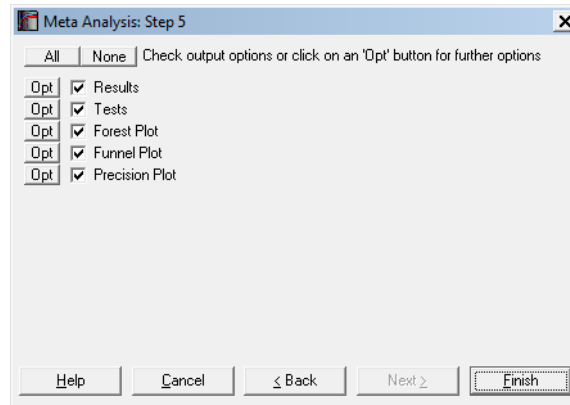 Meta Analysis: Step 5
All None Check output options or click on an 'Opt' button for further options
Opt Results
Opt Tests
Opt Forest Plot
Opt Funnel Plot
Opt Precision Plot
Help Cancel < Back Next > Finish